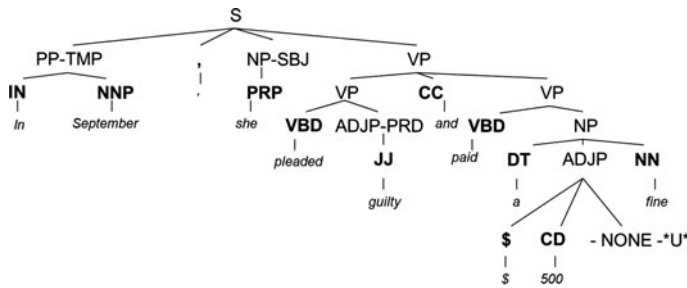 S
PP-TMP , NP-SBJ VP
IN NNP , PRP VP CC VP
In September she VBD ADJP-PRD and VBD NP
pleaded JJ paid DT ADJP NN
guilty a fine
$ CD - NONE -*U*
$ 500